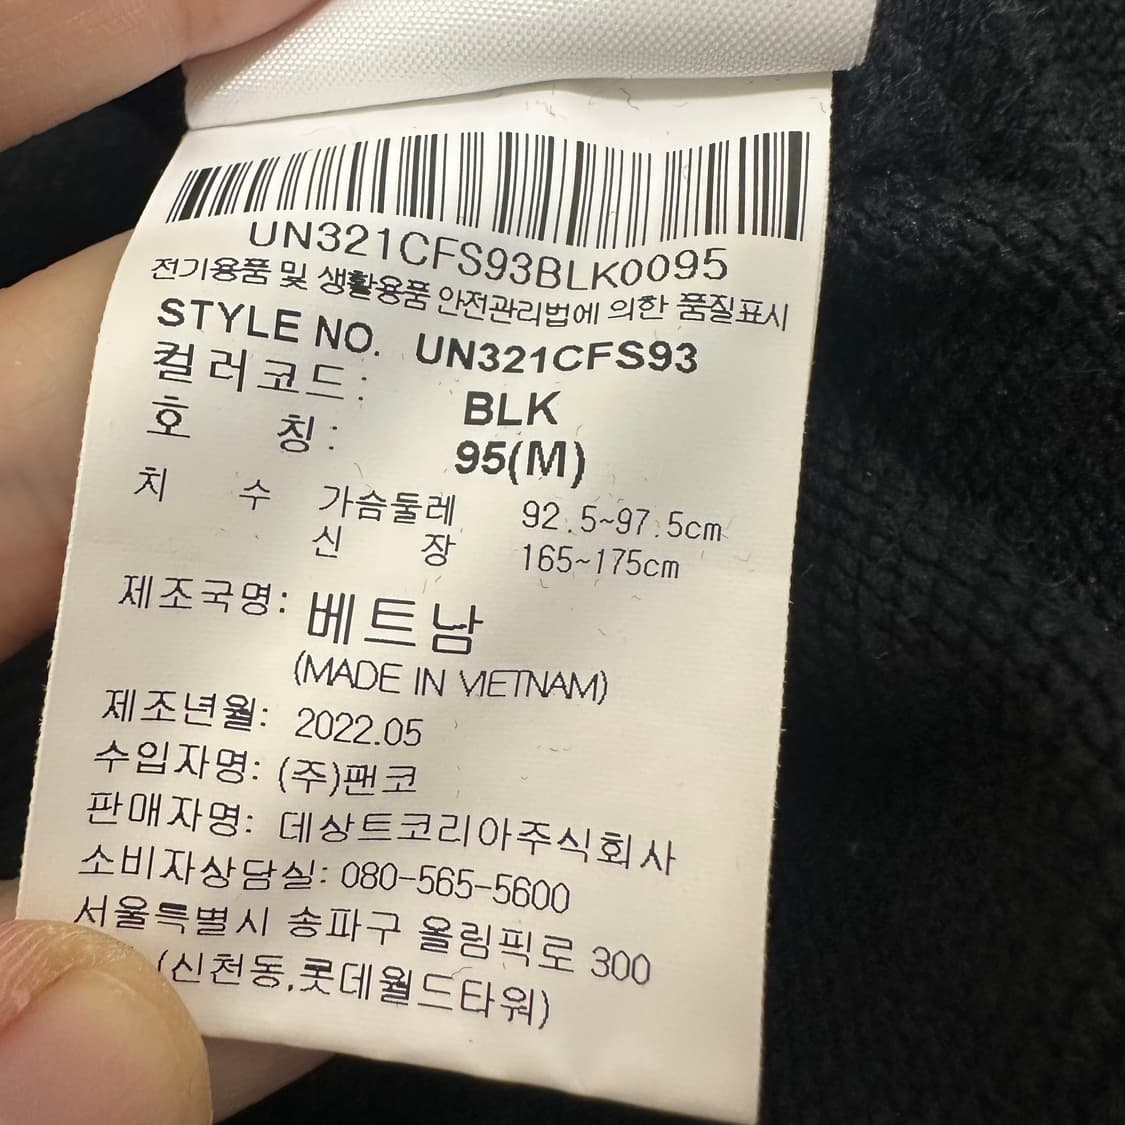 UN321CFS93BLK0095
전기용품 및 생활용품 안전관리법에 의한 품질표시
STYLE NO. UN321CFS93
컬러코드: BLK
호 칭: 95(M)
치 수 가슴둘레 92.5~97.5cm
신 장 165~175cm
제조국명: 베트남
(MADE IN VIETNAM)
제조년월: 2022.05
수입자명: (주)팬코
판매자명: 데상트코리아주식회사
소비자상담실: 080-565-5600
서울특별시 송파구 올림픽로 300
(신천동,롯데월드타워)